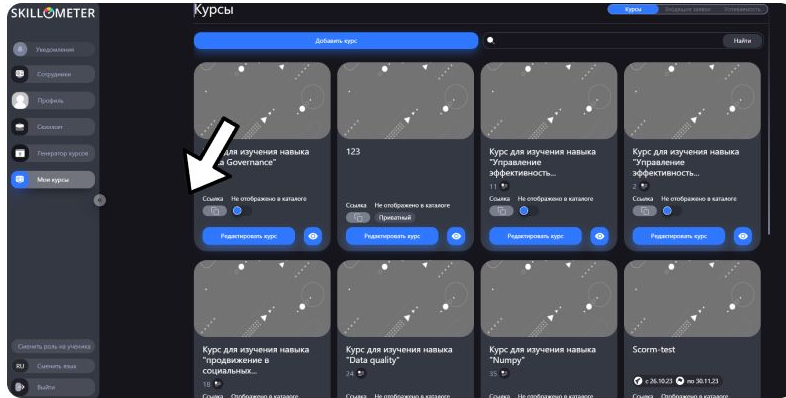 SKILLOMETER
Уведомления
Сотрудники
Профиль
Скиллсет
Генератор курсов
Мои курсы
Сменить роль на ученика
RU Сменить язык
Выйти
Курсы
Курсы Входящие заявки Успеваемость
Добавить курс
Найти
для изучения навыка
Governance"
Ссылка Не отображено в каталоге
Редактировать курс
123
Ссылка Не отображено в каталоге
Приватный
Редактировать курс
Курс для изучения навыка
"Управление
эффективность...
11
Ссылка Не отображено в каталоге
Редактировать курс
Курс для изучения навыка
"Управление
эффективность...
2
Ссылка Не отображено в каталоге
Редактировать курс
Курс для изучения навыка
"продвижение в
социальных...
18
Ссылка Отображено в каталоге
Курс для изучения навыка
"Data quality"
24
Ссылка Не отображено в каталоге
Курс для изучения навыка
"Numpy"
35
Ссылка Не отображено в каталоге
Scorm-test
с 26.10.23 по 30.11.23
Ссылка Отображено в каталоге